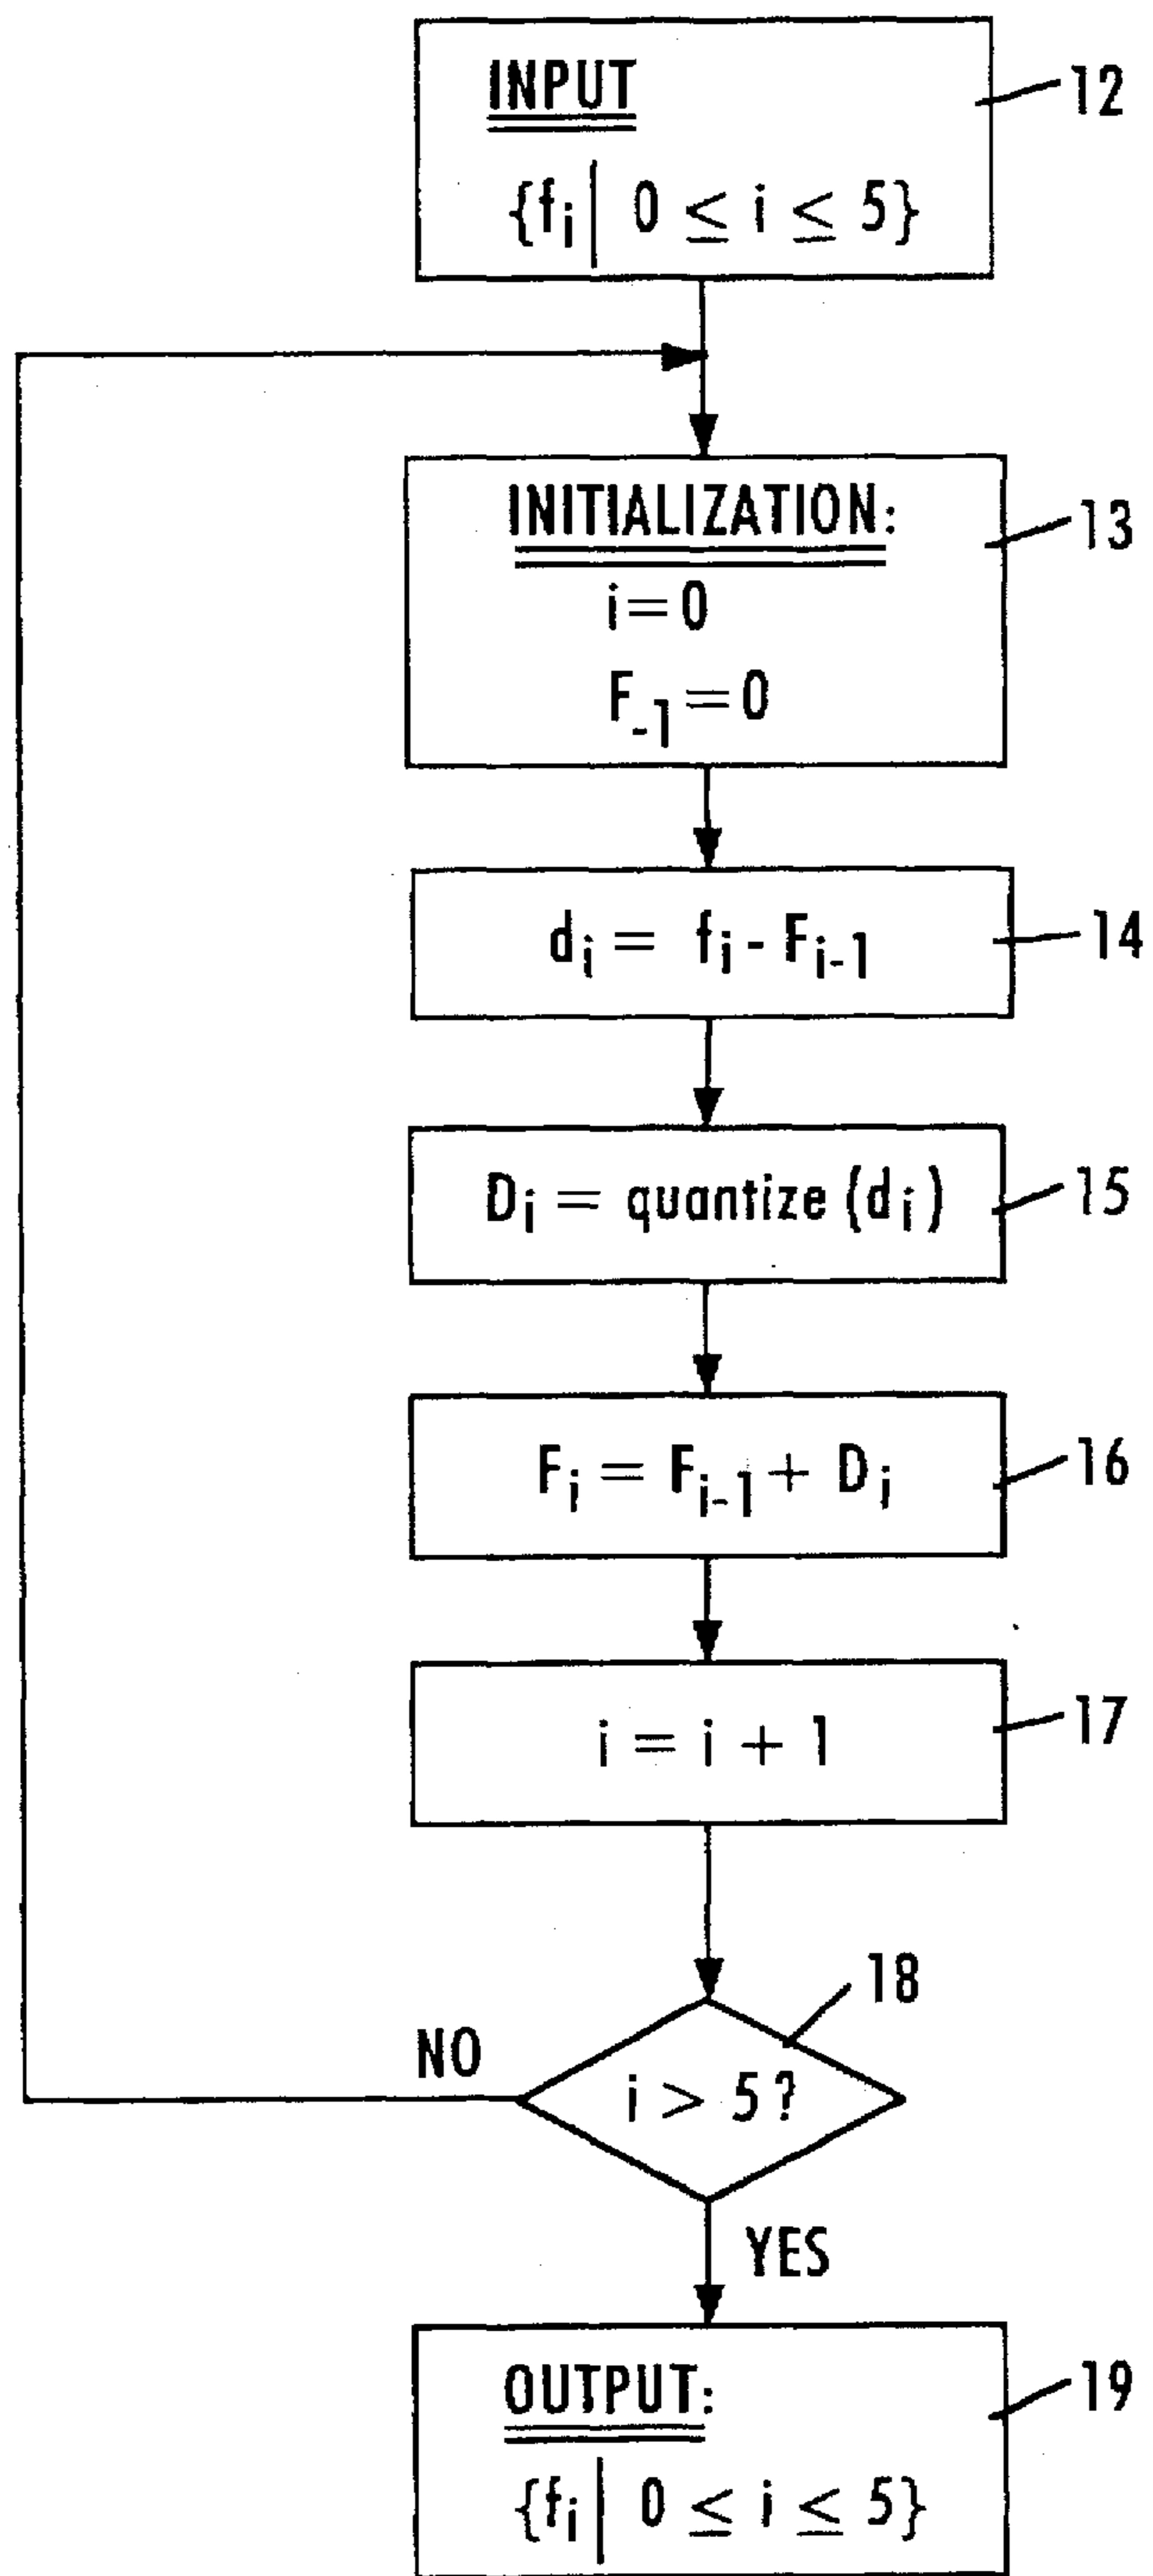 INPUT
12
{fi | 0 ≤ i ≤ 5}
INITIALIZATION:
13
i = 0
F-1 = 0
di = fi - Fi-1
14
Di = quantize (di)
15
Fi = Fi-1 + Di
16
i = i + 1
17
18
NO
i > 5?
YES
OUTPUT:
19
{fi | 0 ≤ i ≤ 5}